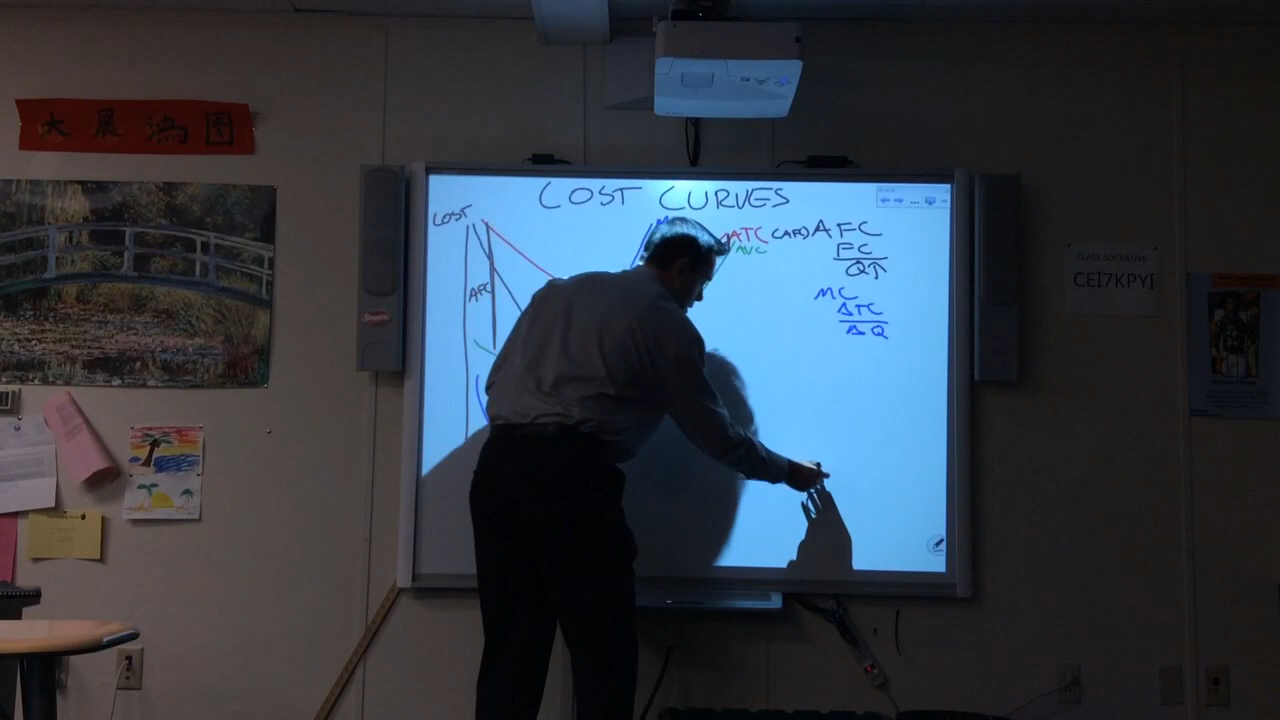 大展鴻圖
COST CURVES
COST
M
ATC (AFC) AFC
AVC
FC
Q↑
AFC
MC
ΔTC
ΔQ
CLASS SOCRATIVE
CEI7KPYI